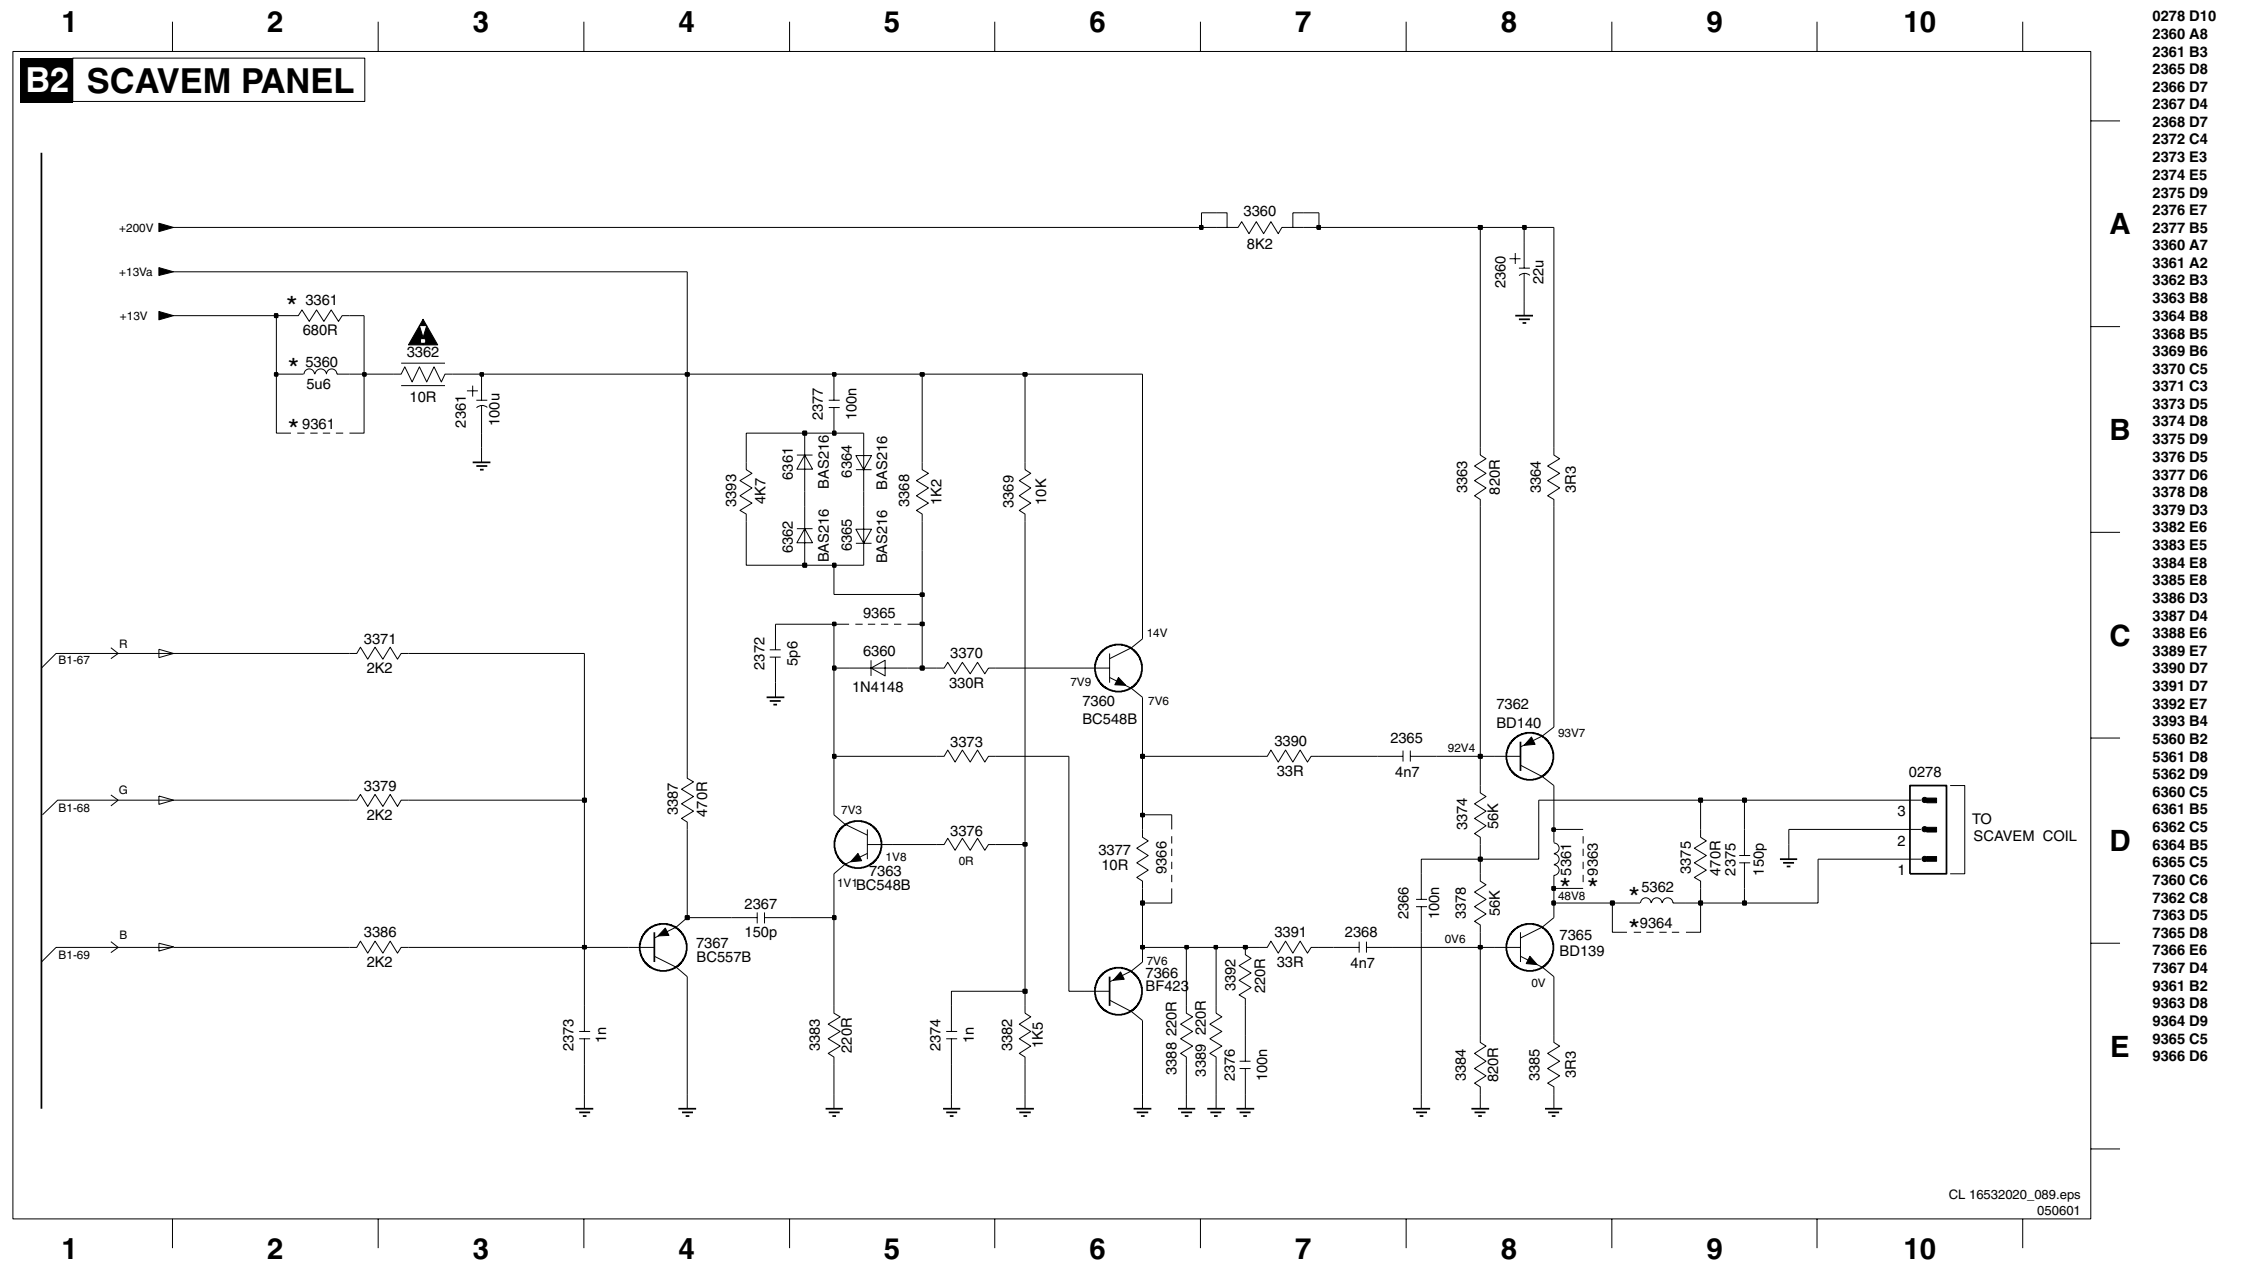 1 2 3 4 5 6 7 8 9 10
B2 SCAVEM PANEL
+200V
+13Va
+13V
3360
8K2
2360
22u
* 3361
680R
* 5360
5u6
* 9361
3362
10R
2361
100u
2377
100n
6361
BAS216
6364
BAS216
3393
4K7
6362
BAS216
6365
BAS216
3368
1K2
3369
10K
3363
820R
3364
3R3
R
B1-67
3371
2K2
9365
2372
5p6
6360
1N4148
3370
330R
14V
7V9
7360
BC548B
7V6
7362
BD140
93V7
3373
3390
33R
2365
4n7
92V4
G
B1-68
3379
2K2
3387
470R
7V3
1V8
7363
1V1
BC548B
3376
0R
3377
10R
9366
3374
56K
*5361
*9363
48V8
3375
470R
2375
150p
0278
3
2
1
TO
SCAVEM COIL
*5362
*9364
2366
100n
3378
56K
B
B1-69
3386
2K2
7367
BC557B
2367
150p
7V6
7366
BF423
3391
33R
2368
4n7
0V6
7365
BD139
0V
2373
1n
3383
220R
2374
1n
3382
1K5
3388
220R
3389
220R
3392
220R
2376
100n
3384
820R
3385
3R3
CL 16532020_089.eps
050601
1 2 3 4 5 6 7 8 9 10
A
B
C
D
E
0278 D10
2360 A8
2361 B3
2365 D8
2366 D7
2367 D4
2368 D7
2372 C4
2373 E3
2374 E5
2375 D9
2376 E7
2377 B5
3360 A7
3361 A2
3362 B3
3363 B8
3364 B8
3368 B5
3369 B6
3370 C5
3371 C3
3373 D5
3374 D8
3375 D9
3376 D5
3377 D6
3378 D8
3379 D3
3382 E6
3383 E5
3384 E8
3385 E8
3386 D3
3387 D4
3388 E6
3389 E7
3390 D7
3391 D7
3392 E7
3393 B4
5360 B2
5361 D8
5362 D9
6360 C5
6361 B5
6362 C5
6364 B5
6365 C5
7360 C6
7362 C8
7363 D5
7365 D8
7366 E6
7367 D4
9361 B2
9363 D8
9364 D9
9365 C5
9366 D6